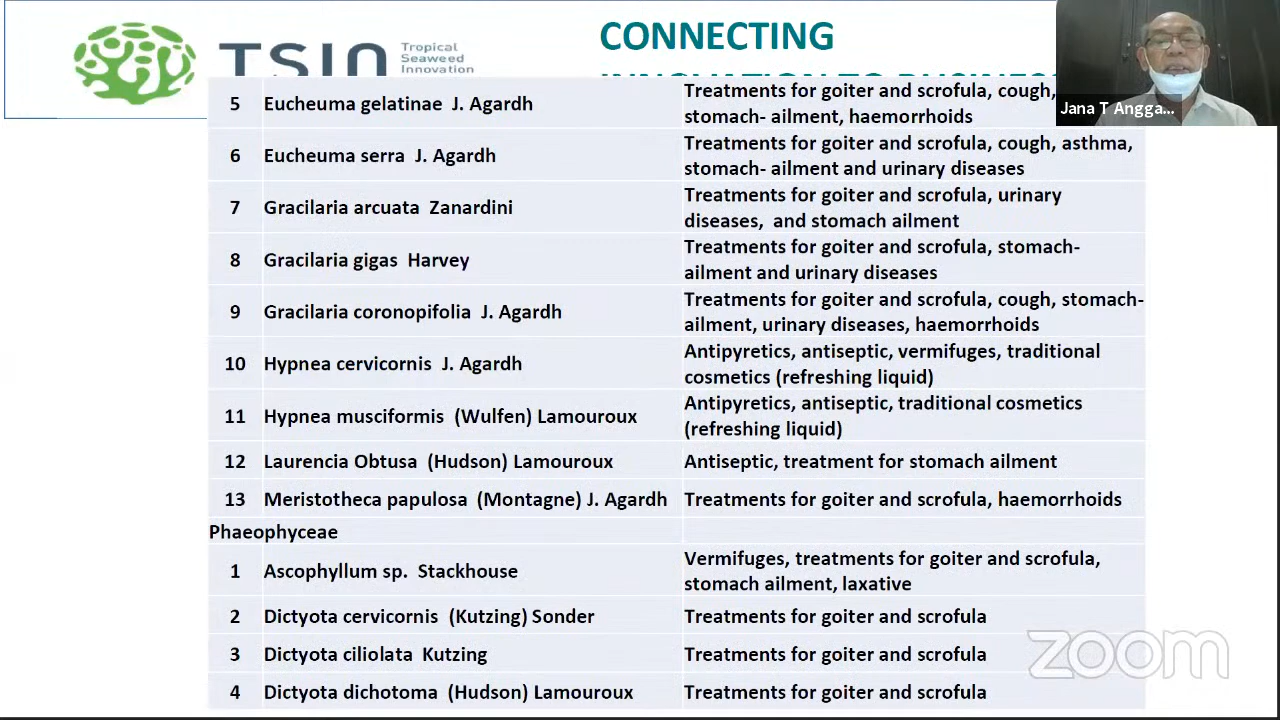 TSIN
Tropical
Seaweed
Innovation
CONNECTING
INNOVATION TO BUSINESS
Jana T Angga...
5 Eucheuma gelatinae J. Agardh Treatments for goiter and scrofula, cough,
stomach- ailment, haemorrhoids
6 Eucheuma serra J. Agardh Treatments for goiter and scrofula, cough, asthma,
stomach- ailment and urinary diseases
7 Gracilaria arcuata Zanardini Treatments for goiter and scrofula, urinary
diseases, and stomach ailment
8 Gracilaria gigas Harvey Treatments for goiter and scrofula, stomach-
ailment and urinary diseases
9 Gracilaria coronopifolia J. Agardh Treatments for goiter and scrofula, cough, stomach-
ailment, urinary diseases, haemorrhoids
10 Hypnea cervicornis J. Agardh Antipyretics, antiseptic, vermifuges, traditional
cosmetics (refreshing liquid)
11 Hypnea musciformis (Wulfen) Lamouroux Antipyretics, antiseptic, traditional cosmetics
(refreshing liquid)
12 Laurencia Obtusa (Hudson) Lamouroux Antiseptic, treatment for stomach ailment
13 Meristotheca papulosa (Montagne) J. Agardh Treatments for goiter and scrofula, haemorrhoids
Phaeophyceae
1 Ascophyllum sp. Stackhouse Vermifuges, treatments for goiter and scrofula,
stomach ailment, laxative
2 Dictyota cervicornis (Kutzing) Sonder Treatments for goiter and scrofula
3 Dictyota ciliolata Kutzing Treatments for goiter and scrofula
4 Dictyota dichotoma (Hudson) Lamouroux Treatments for goiter and scrofula
zoom